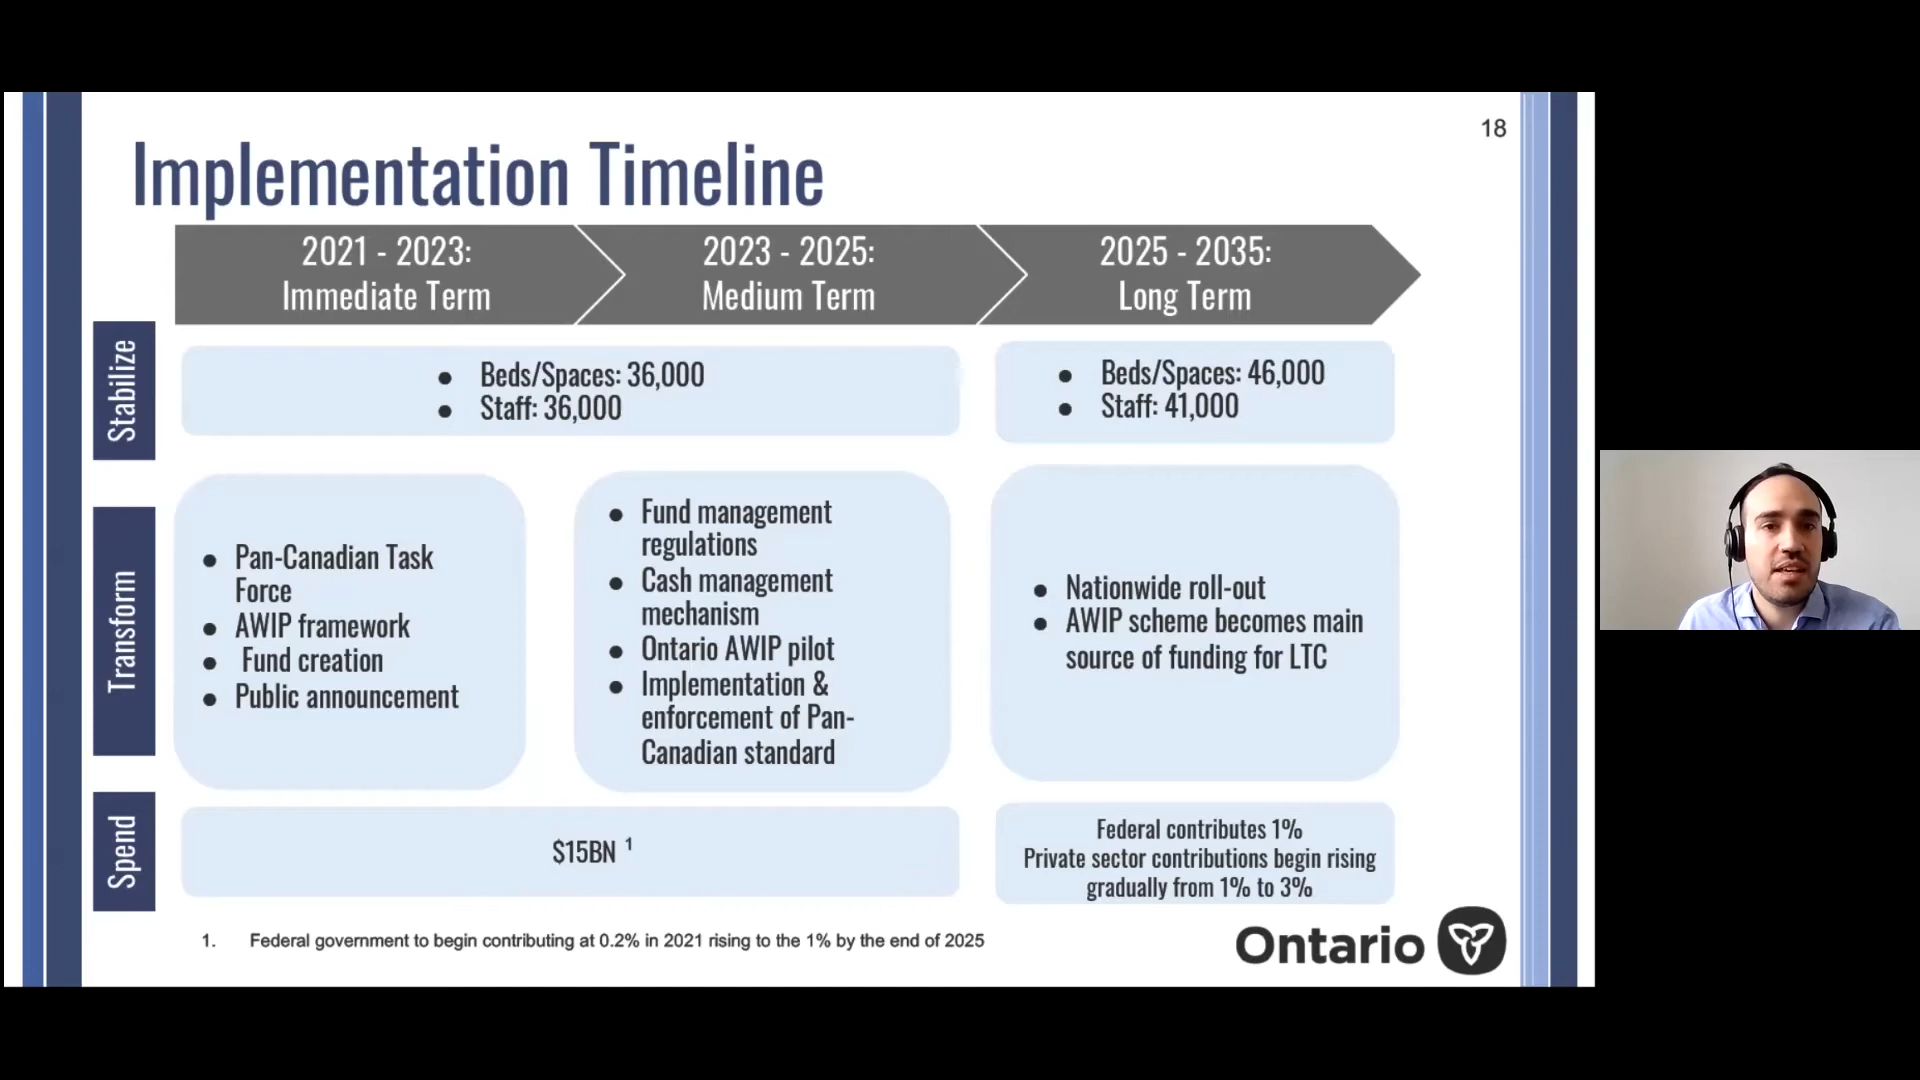 18
Implementation Timeline
2021 - 2023:
Immediate Term
2023 - 2025:
Medium Term
2025 - 2035:
Long Term
Stabilize
● Beds/Spaces: 36,000
● Staff: 36,000
● Beds/Spaces: 46,000
● Staff: 41,000
Transform
● Pan-Canadian Task
Force
● AWIP framework
● Fund creation
● Public announcement
● Fund management
regulations
● Cash management
mechanism
● Ontario AWIP pilot
● Implementation &
enforcement of Pan-
Canadian standard
● Nationwide roll-out
● AWIP scheme becomes main
source of funding for LTC
Spend
$15BN ¹
Federal contributes 1%
Private sector contributions begin rising
gradually from 1% to 3%
1. Federal government to begin contributing at 0.2% in 2021 rising to the 1% by the end of 2025
Ontario